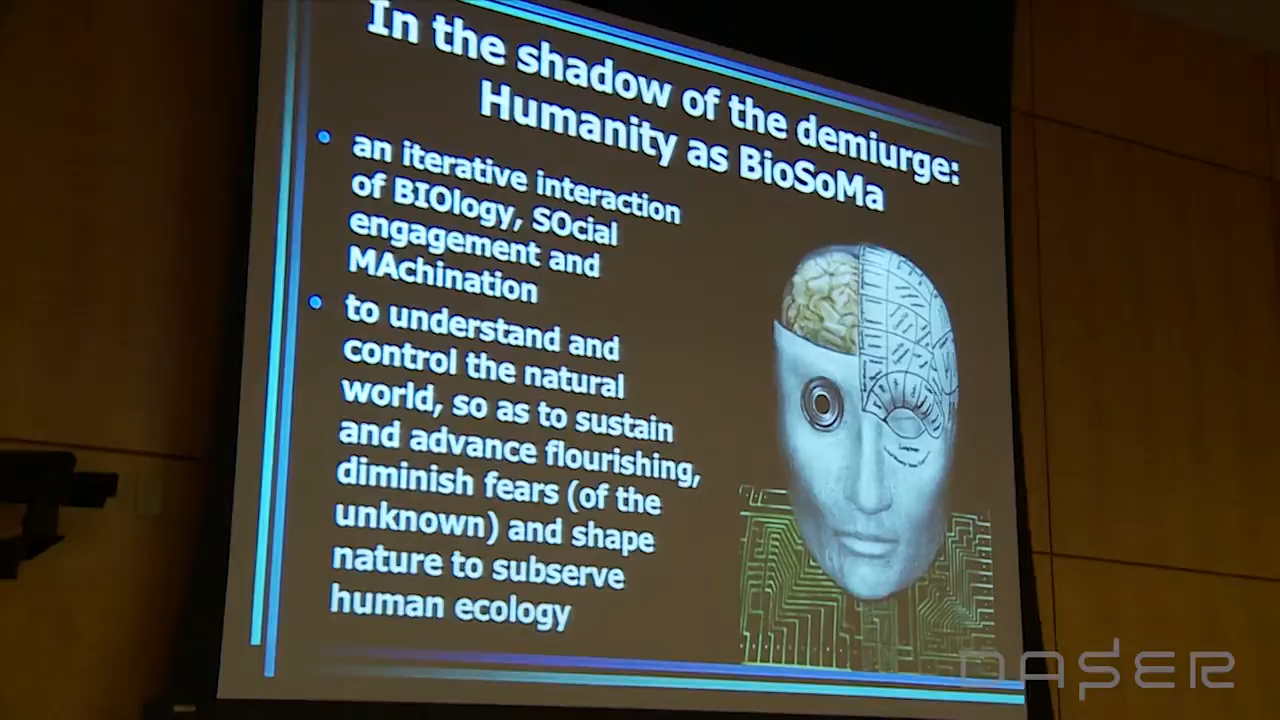 In the shadow of the demiurge:
Humanity as BioSoMa
an iterative interaction
of BIOlogy, SOcial
engagement and
MAchination
to understand and
control the natural
world, so as to sustain
and advance flourishing,
diminish fears (of the
unknown) and shape
nature to subserve
human ecology
DASER